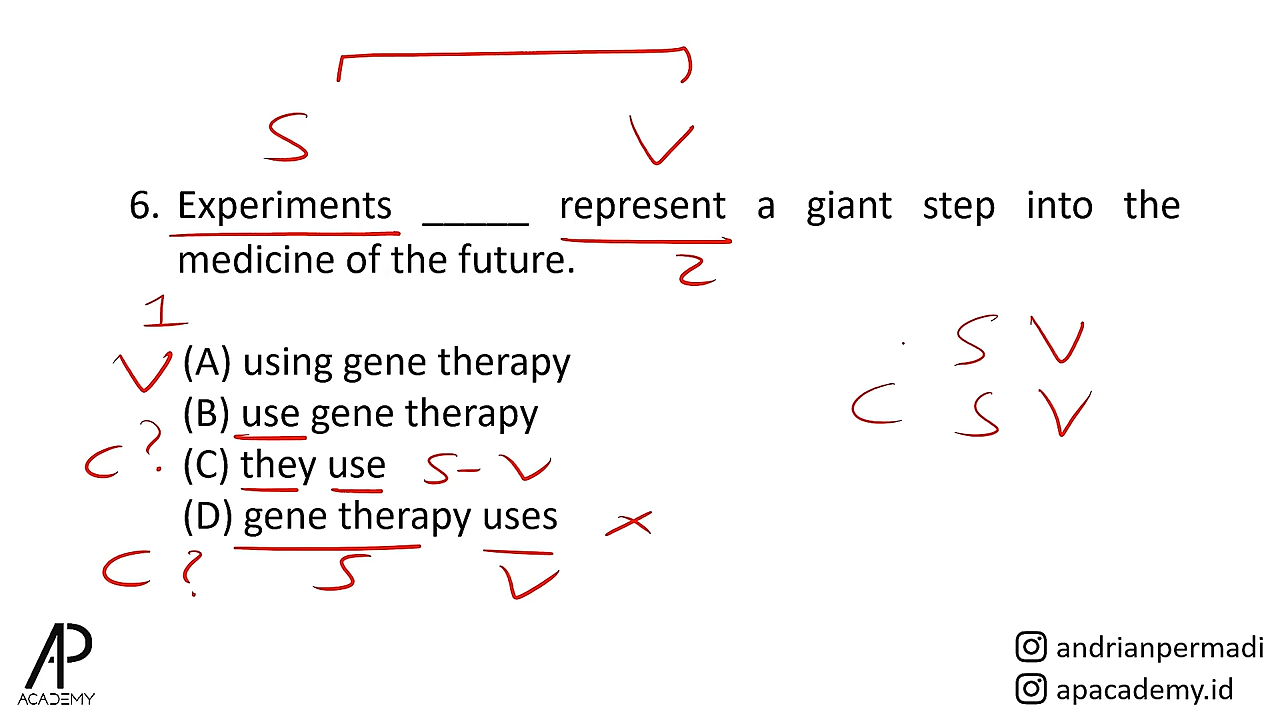 S V
6. Experiments _____ represent a giant step into the
medicine of the future.
2
1
V (A) using gene therapy
S V
(B) use gene therapy
C S V
C ? (C) they use S – V
(D) gene therapy uses ×
C ? S V
AP
ACADEMY
andrianpermadi
apacademy.id